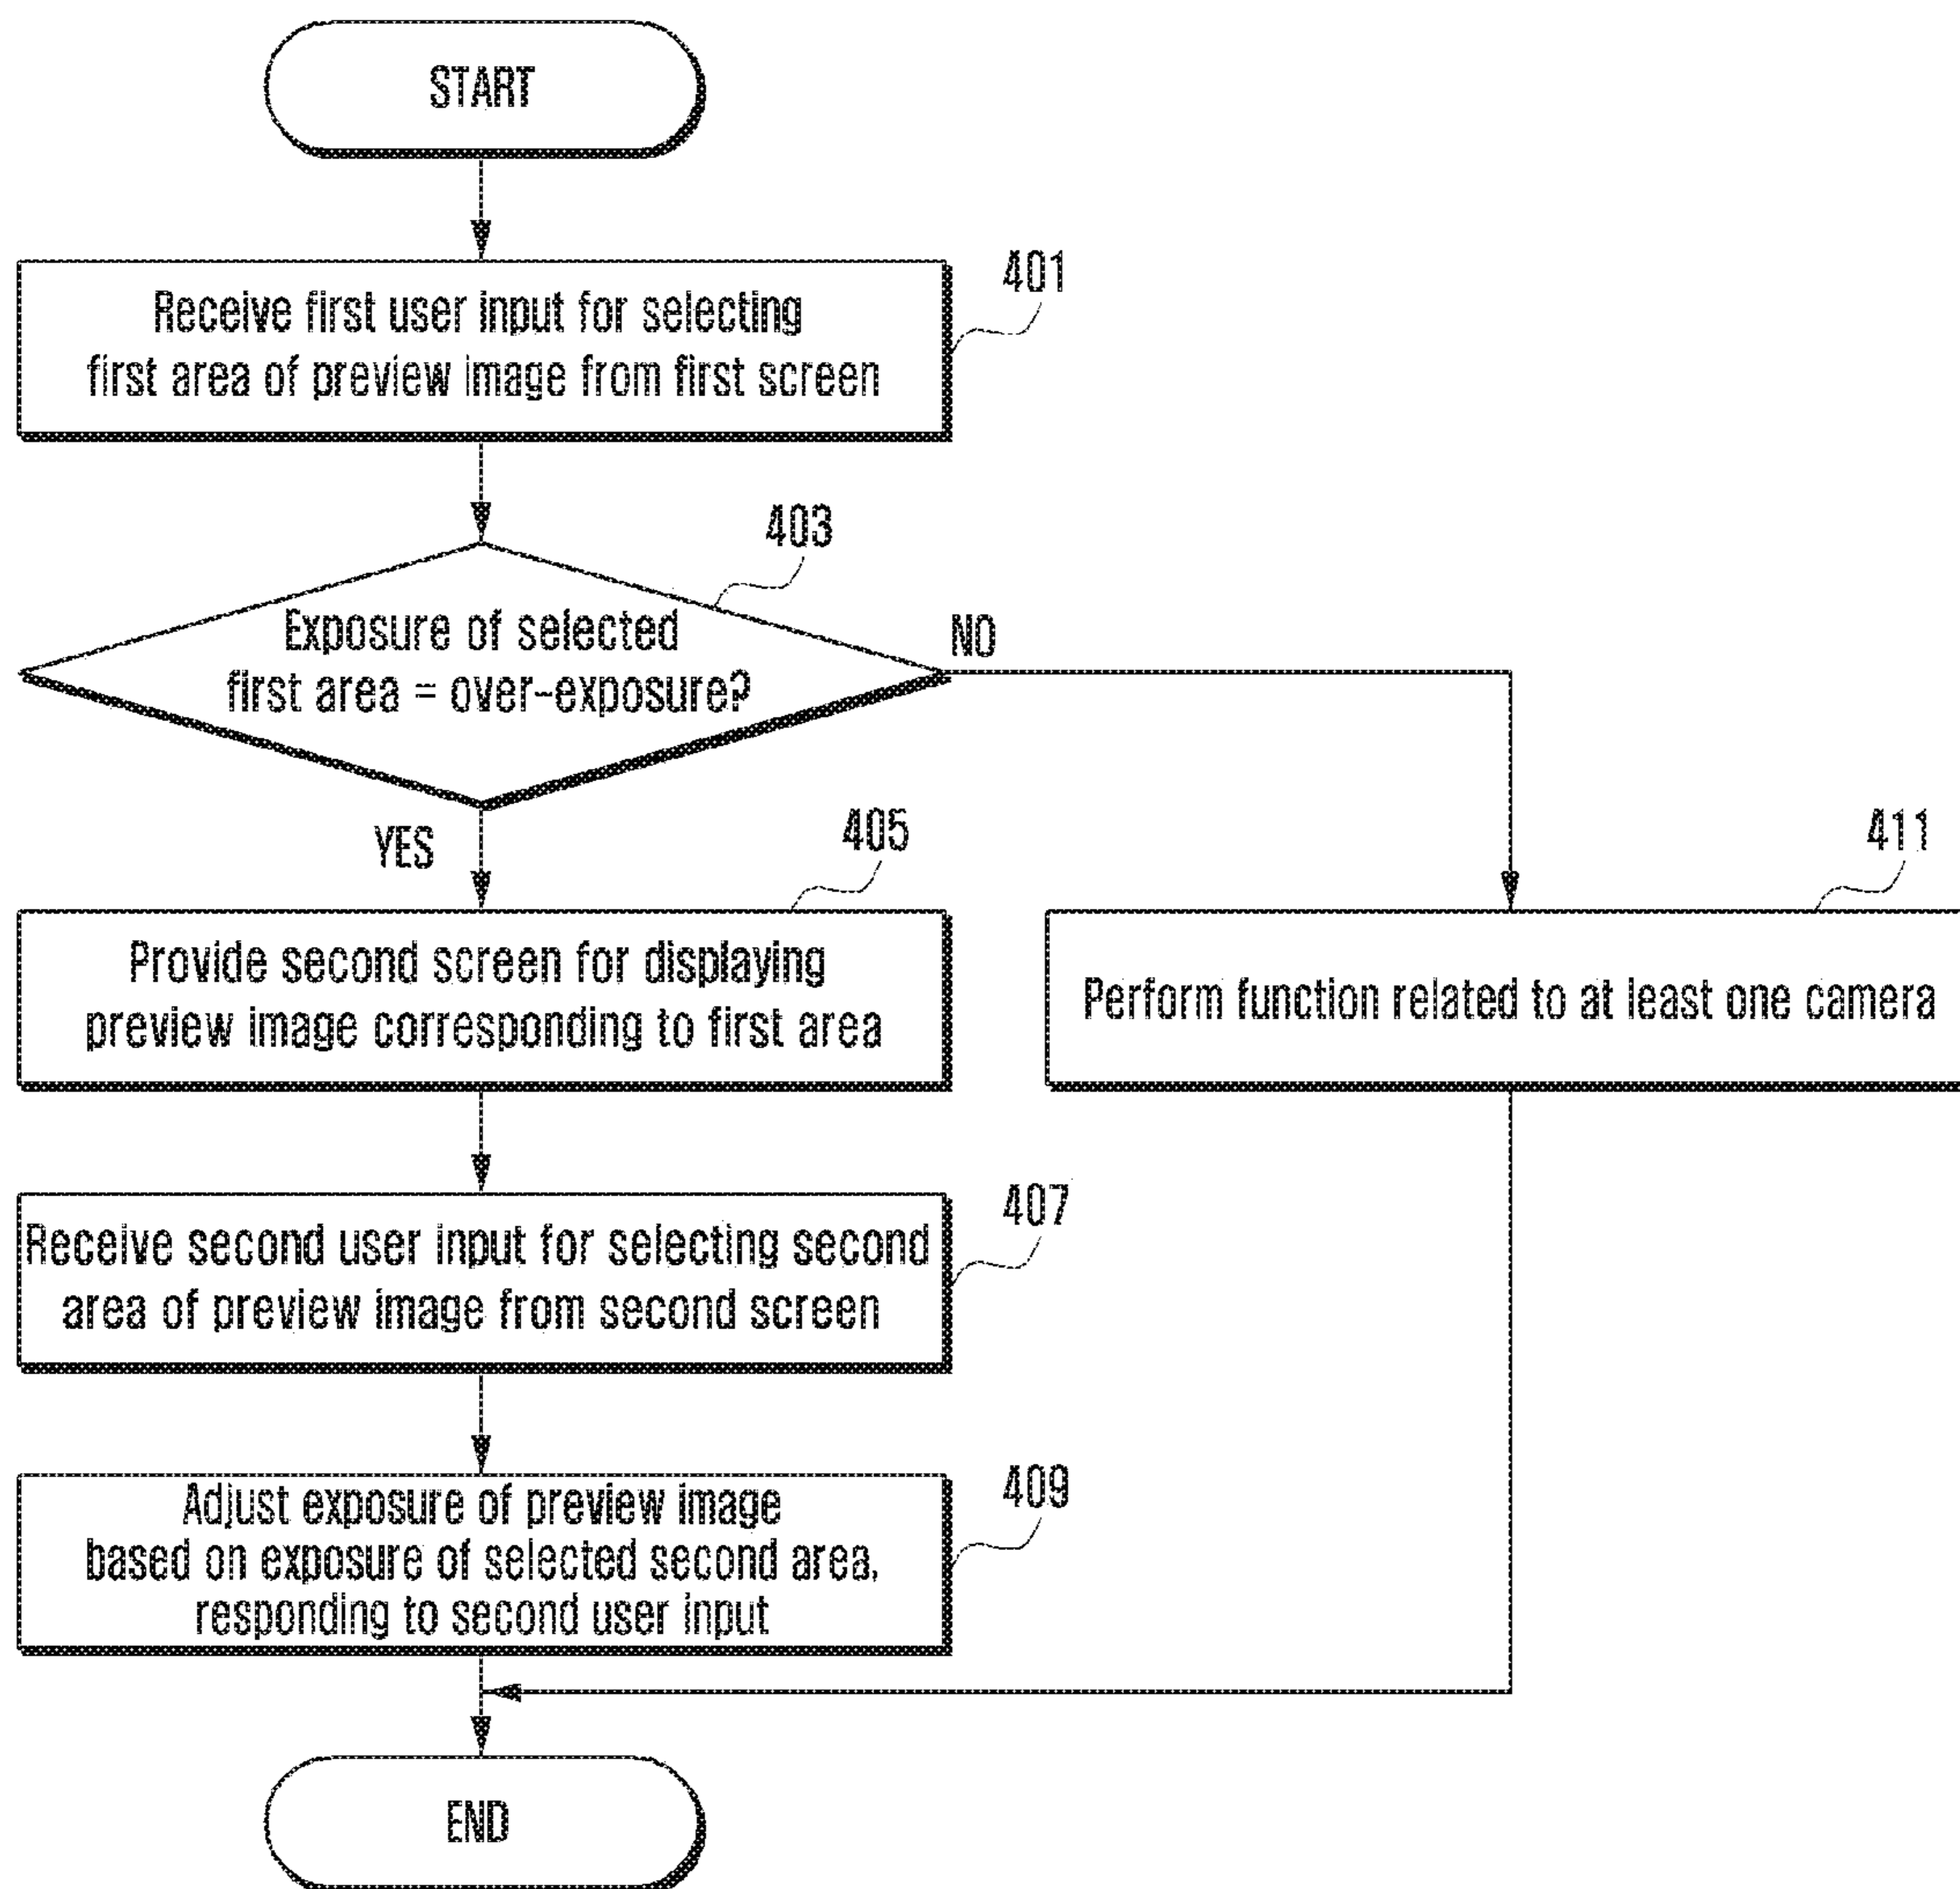 START
401
Receive first user input for selecting
first area of preview image from first screen
403
Exposure of selected
first area = over-exposure?
NO
YES
405
Provide second screen for displaying
preview image corresponding to first area
411
Perform function related to at least one camera
407
Receive second user input for selecting second
area of preview image from second screen
409
Adjust exposure of preview image
based on exposure of selected second area,
responding to second user input
END